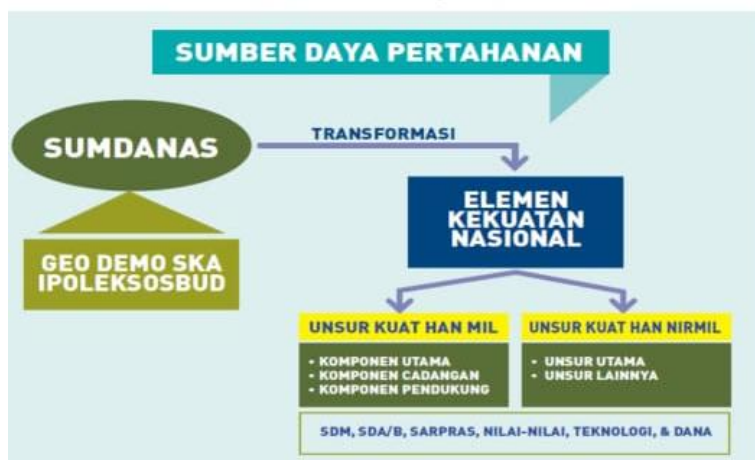 SUMBER DAYA PERTAHANAN
SUMDANAS
TRANSFORMASI
ELEMEN
KEKUATAN
NASIONAL
GEO DEMO SKA
IPOLEKSOSBUD
UNSUR KUAT HAN MIL
• KOMPONEN UTAMA
• KOMPONEN CADANGAN
• KOMPONEN PENDUKUNG
UNSUR KUAT HAN NIRMIL
• UNSUR UTAMA
• UNSUR LAINNYA
SDM, SDA/B, SARPRAS, NILAI-NILAI, TEKNOLOGI, & DANA